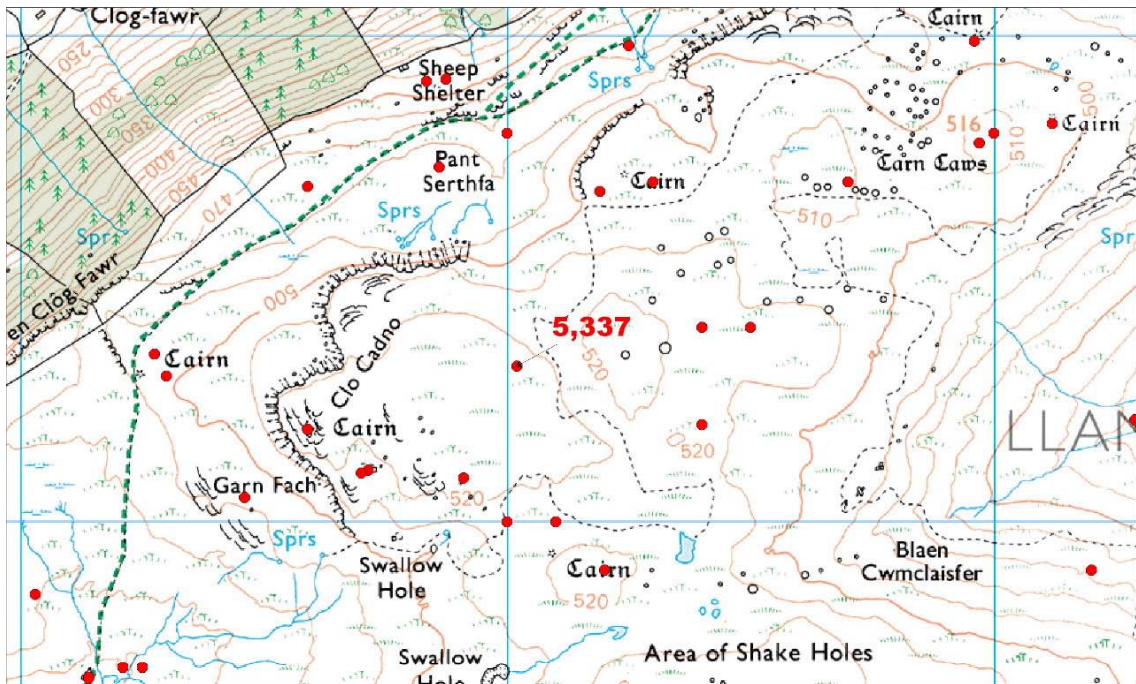 Clog-fawr
Cairn
250
300
350
400
450
470
Sheep
Shelter
Sprs
500
516
510
Cairn
Carn Caws
Pant
Serthfa
Cairn
Sprs
Spr
510
Spr
en Clôg Fawr
500
5,337
520
Cairn
Clo Cadno
Cairn
LLAN
520
Garn Fach
520
Sprs
Swallow
Hole
Cairn
520
Blaen
Cwmclaisfer
Area of Shake Holes
Swallow
Hole